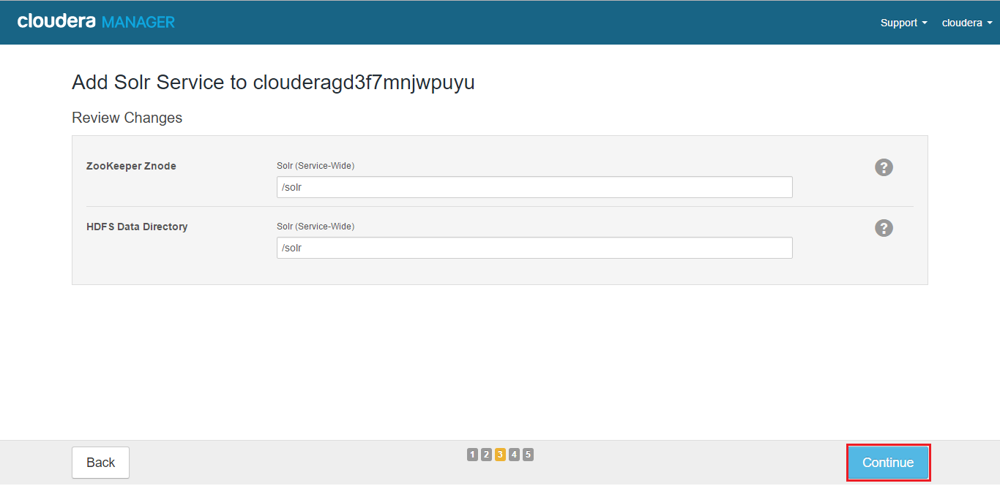 cloudera MANAGER
Support cloudera
Add Solr Service to clouderagd3f7mnjwpuyu
Review Changes
ZooKeeper Znode
Solr (Service-Wide)
?
/solr
HDFS Data Directory
Solr (Service-Wide)
?
/solr
Back
1 2 3 4 5
Continue